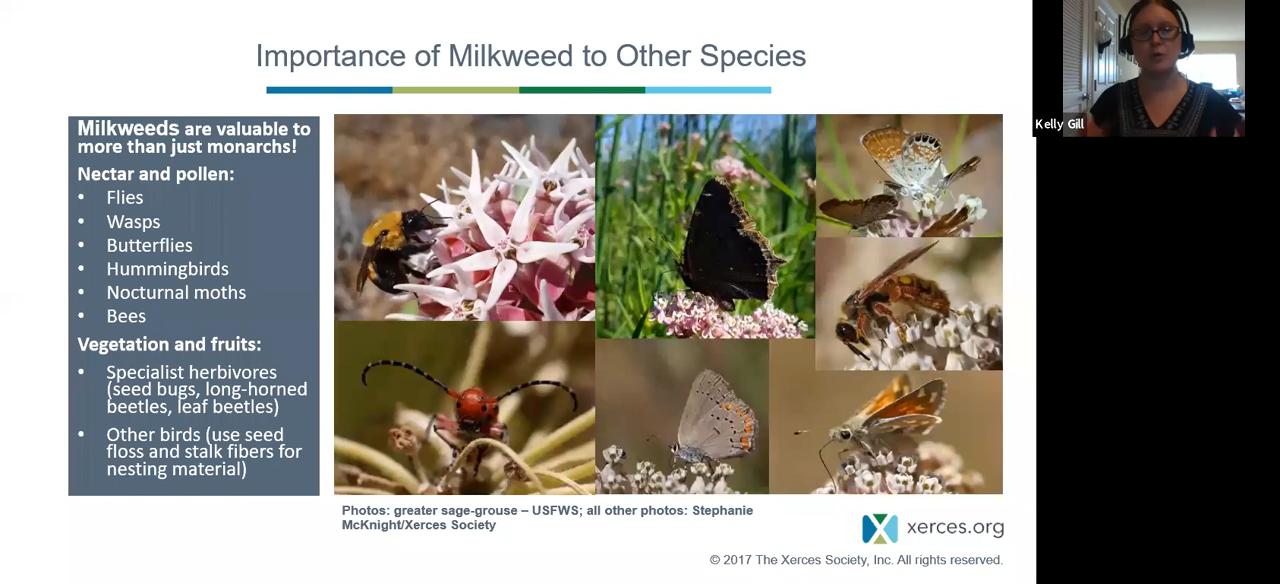 Importance of Milkweed to Other Species
Milkweeds are valuable to
more than just monarchs!
Nectar and pollen:
• Flies
• Wasps
• Butterflies
• Hummingbirds
• Nocturnal moths
• Bees
Vegetation and fruits:
• Specialist herbivores
(seed bugs, long-horned
beetles, leaf beetles)
• Other birds (use seed
floss and stalk fibers for
nesting material)
Photos: greater sage-grouse – USFWS; all other photos: Stephanie
McKnight/Xerces Society
xerces.org
© 2017 The Xerces Society, Inc. All rights reserved.
Kelly Gill